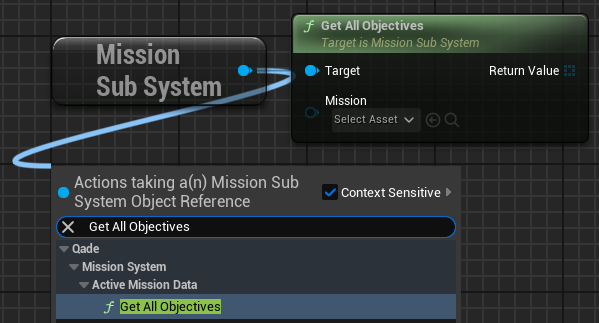 Mission
Sub System
Get All Objectives
Target is Mission Sub System
Target
Return Value
Mission
Select Asset
Actions taking a(n) Mission Sub
System Object Reference
Context Sensitive
Get All Objectives
Qade
Mission System
Active Mission Data
f Get All Objectives